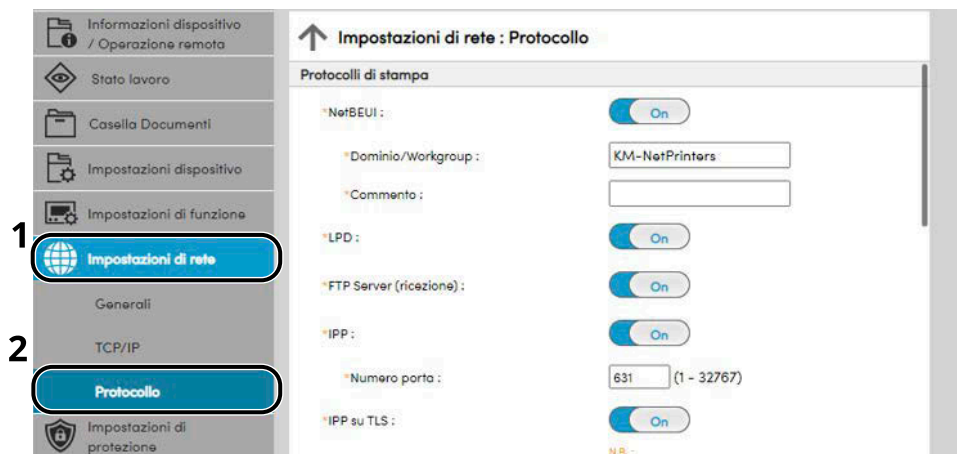 Informazioni dispositivo
/ Operazione remota
Stato lavoro
Casella Documenti
Impostazioni dispositivo
Impostazioni di funzione
1
Impostazioni di rete
Generali
TCP/IP
2
Protocollo
Impostazioni di
protezione
Impostazioni di rete : Protocollo
Protocolli di stampa
*NetBEUI : On
*Dominio/Workgroup : KM-NetPrinters
*Commento :
*LPD : On
*FTP Server (ricezione) : On
*IPP : On
*Numero porta : 631 (1 - 32767)
*IPP su TLS : On
N.B. :